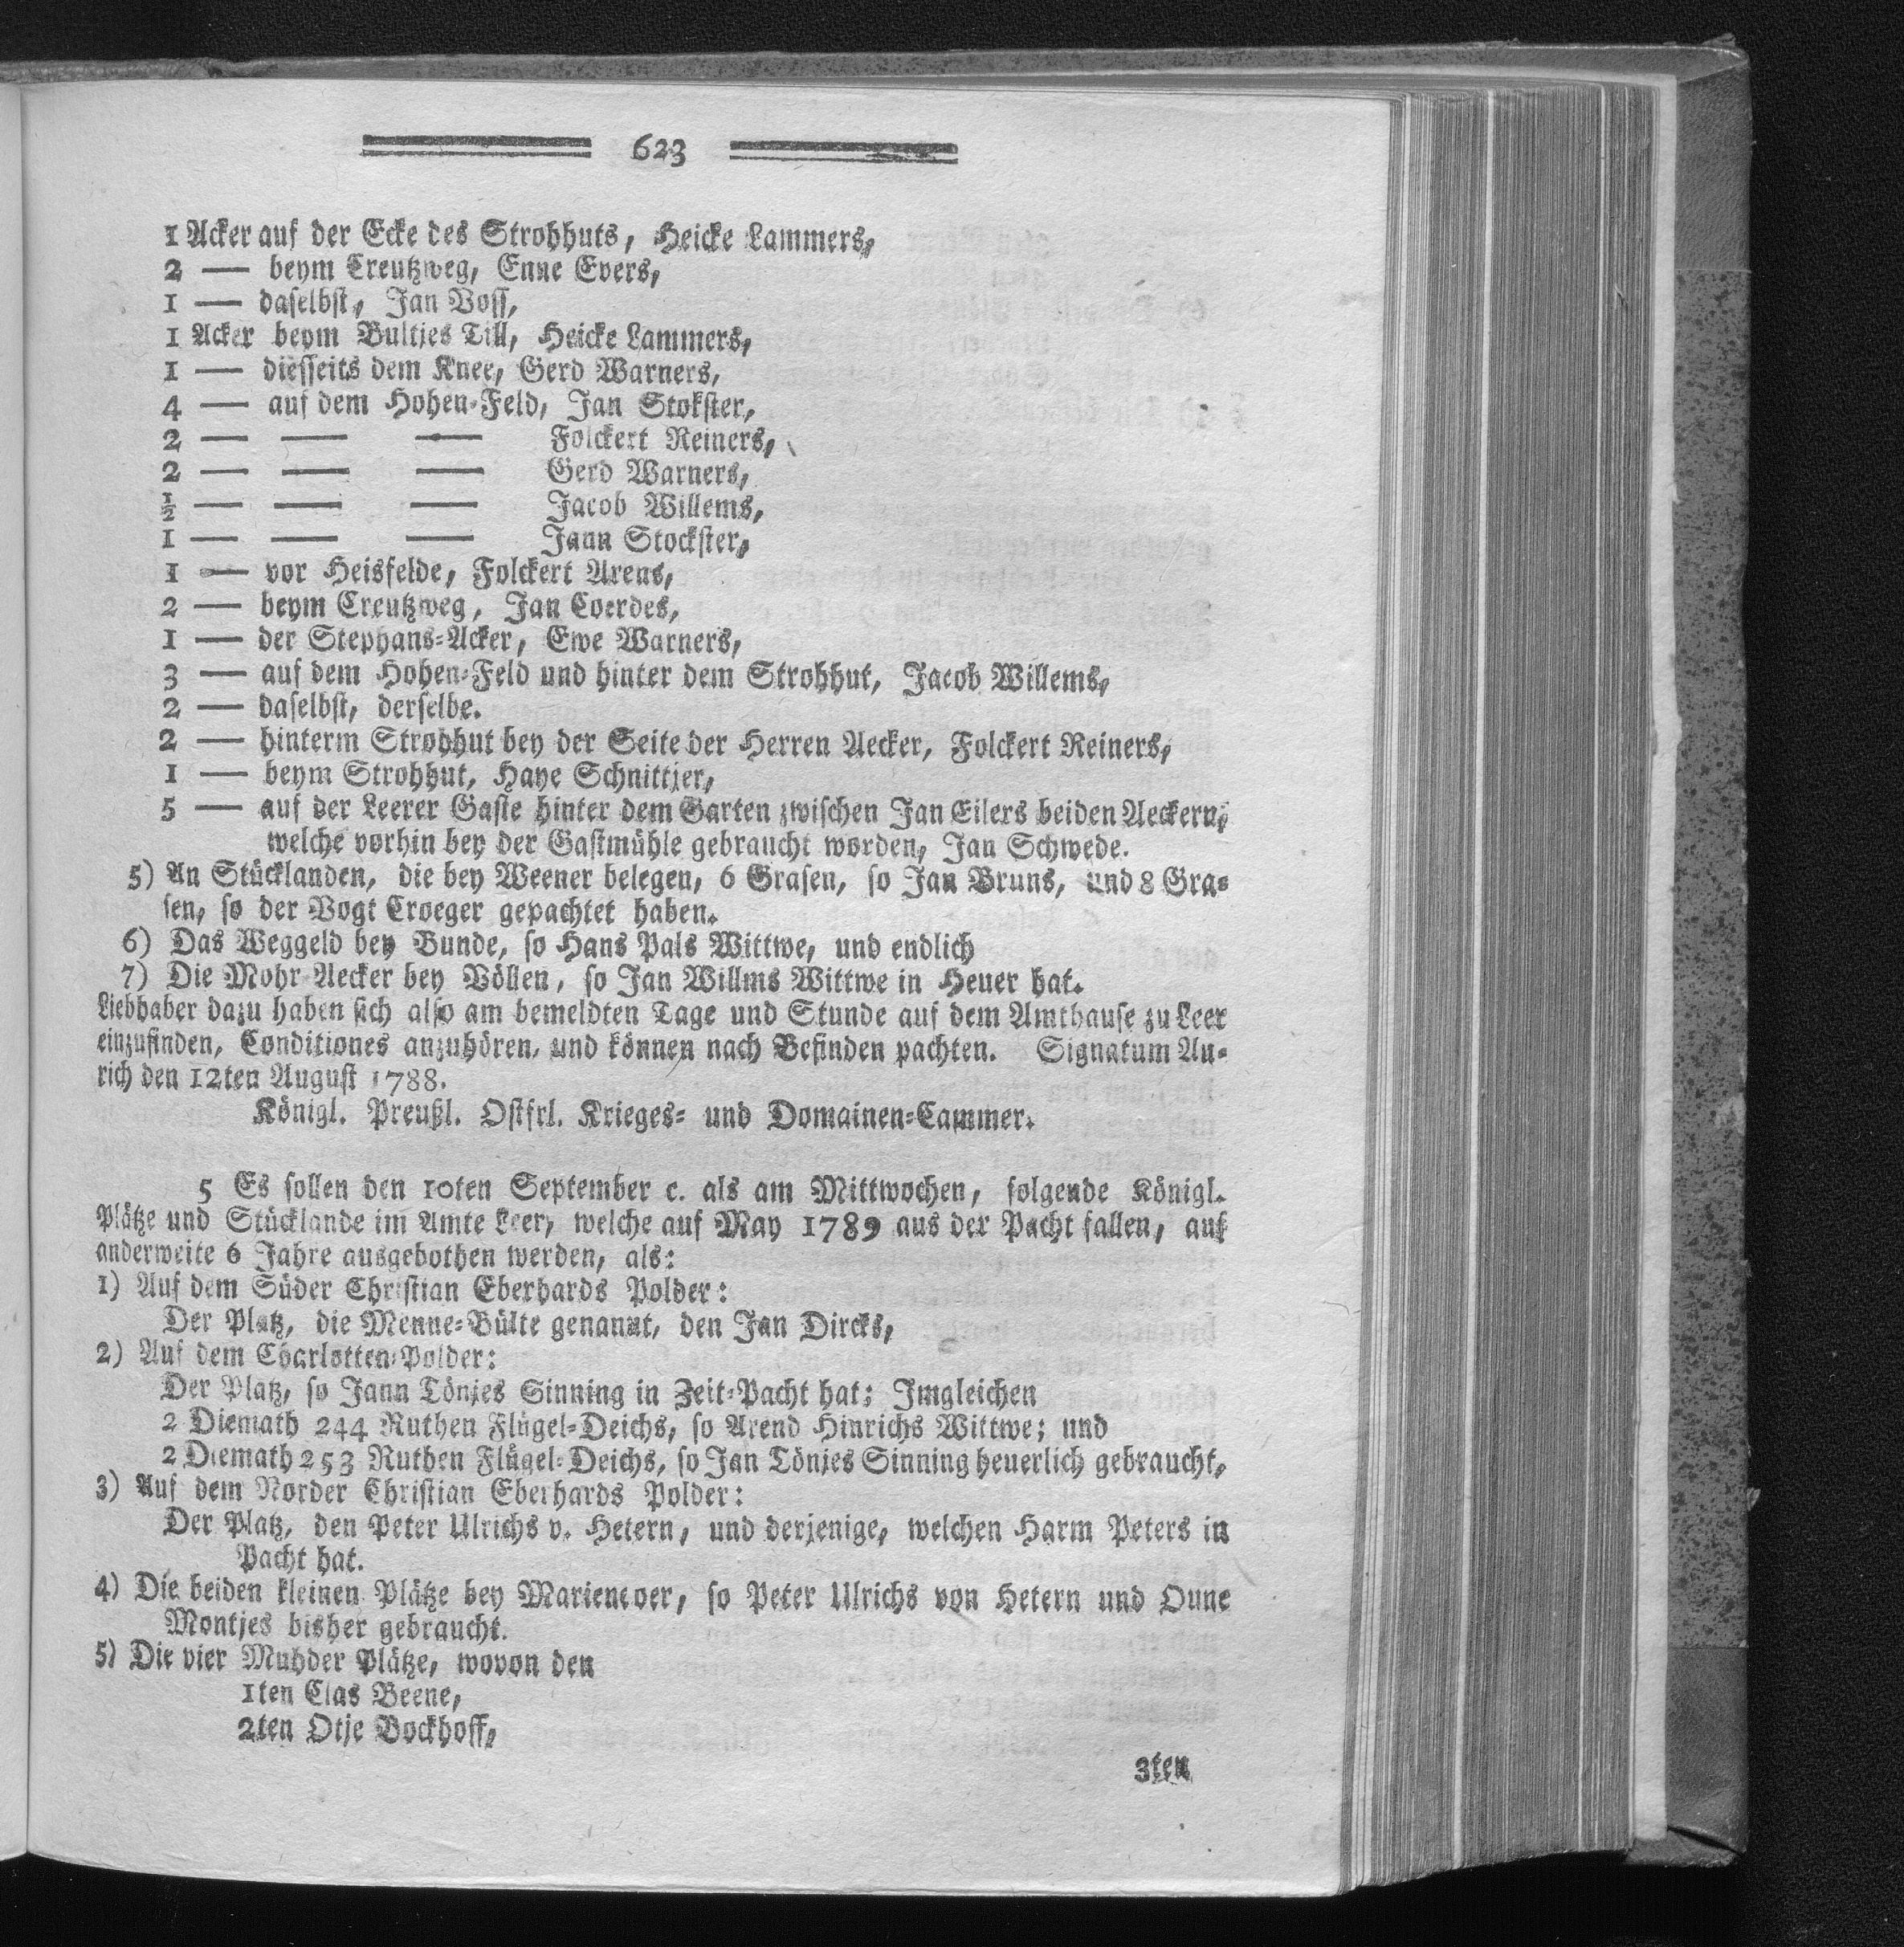 623
1 Acker auf der Ecke des Strohhuts, Heicke Lammers,
2 — beym Creutzweg, Enne Evers,
1 — daselbst, Jan Voss,
1 Acker beym Bultjes Till, Heicke Lammers,
1 — diesseits dem Knee, Gerd Warners,
4 — auf dem Hohen-Feld, Jan Stokster,
2 — — — Folckert Reiners,
2 — — — Gerd Warners,
½ — — — Jacob Willems,
1 — — — Jann Stockster,
1 — vor Heisfelde, Folckert Arens,
2 — beym Creutzweg, Jan Coerdes,
1 — der Stephans-Acker, Ewe Warners,
3 — auf dem Hohen-Feld und hinter dem Strohhut, Jacob Willems,
2 — daselbst, derselbe.
2 — hinterm Strohhut bey der Seite der Herren Aecker, Folckert Reiners,
1 — beym Strohhut, Haye Schnittjer,
5 — auf der Leerer Gaste hinter dem Garten zwischen Jan Eilers beiden Aeckern,
welche vorhin bey der Gastmühle gebraucht worden, Jan Schwede.
5) An Stücklanden, die bey Weener belegen, 6 Grasen, so Jan Bruns, und 8 Gra-
sen, so der Vogt Croeger gepachtet haben.
6) Das Weggeld bey Bunde, so Hans Pals Wittwe, und endlich
7) Die Mohr-Aecker bey Völlen, so Jan Willms Wittwe in Heuer hat.
Liebhaber dazu haben sich also am bemeldten Tage und Stunde auf dem Amthause zu Leer
einzufinden, Conditiones anzuhören, und können nach Befinden pachten. Signatum Au-
rich den 12ten August 1788.
Königl. Preußl. Ostfrl. Krieges- und Domainen-Cammer.
5 Es sollen den 10ten September c. als am Mittwochen, folgende Königl.
Plätze und Stücklande im Amte Leer, welche auf May 1789 aus der Pacht fallen, auf
anderweite 6 Jahre ausgebothen werden, als:
1) Auf dem Süder Christian Eberhards Polder:
Der Platz, die Menne-Bülte genannt, den Jan Dircks,
2) Auf dem Charlotten-Polder:
Der Platz, so Jann Tönjes Sinning in Zeit-Pacht hat; Imgleichen
2 Diemath 244 Ruthen Flügel-Deichs, so Arend Hinrichs Wittwe; und
2 Diemath 253 Ruthen Flügel-Deichs, so Jan Tönjes Sinning heuerlich gebraucht,
3) Auf dem Norder Christian Eberhards Polder:
Der Platz, den Peter Ulrichs v. Hetern, und derjenige, welchen Harm Peters in
Pacht hat.
4) Die beiden kleinen Plätze bey Mariencoer, so Peter Ulrichs von Hetern und Oune
Montjes bisher gebraucht.
5) Die vier Muhder Plätze, wovon den
1ten Clas Beene,
2ten Otje Bockhoff,
3ten